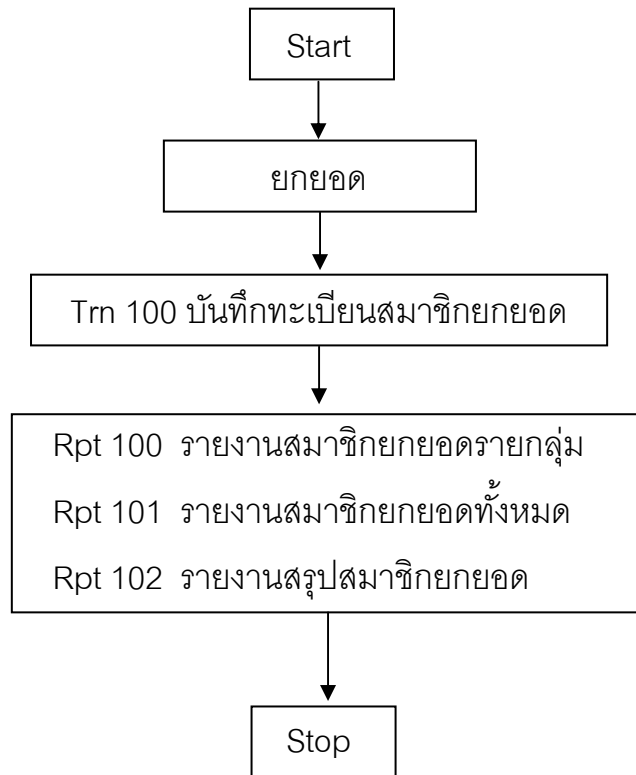 Start
ยกยอด
Trn 100 บันทึกทะเบียนสมาชิกยกยอด
Rpt 100 รายงานสมาชิกยกยอดรายกลุ่ม
Rpt 101 รายงานสมาชิกยกยอดทั้งหมด
Rpt 102 รายงานสรุปสมาชิกยกยอด
Stop